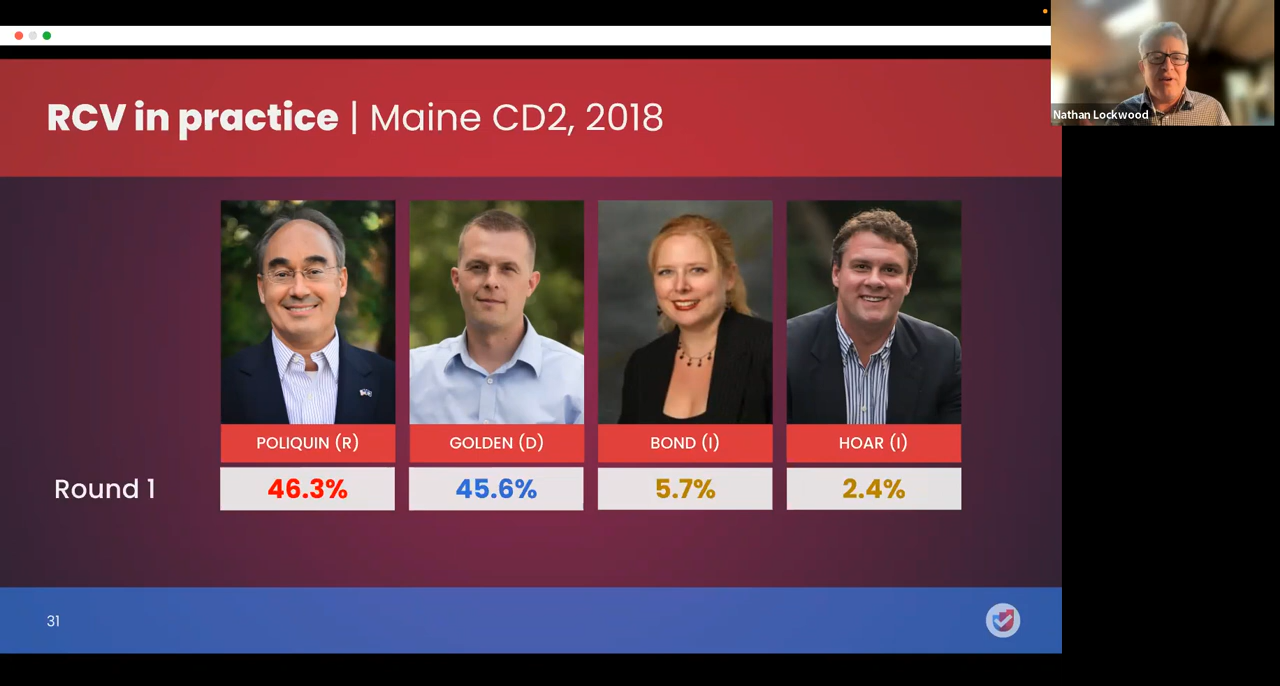 RCV in practice | Maine CD2, 2018
Nathan Lockwood
POLIQUIN (R) GOLDEN (D) BOND (I) HOAR (I)
Round 1 46.3% 45.6% 5.7% 2.4%
31